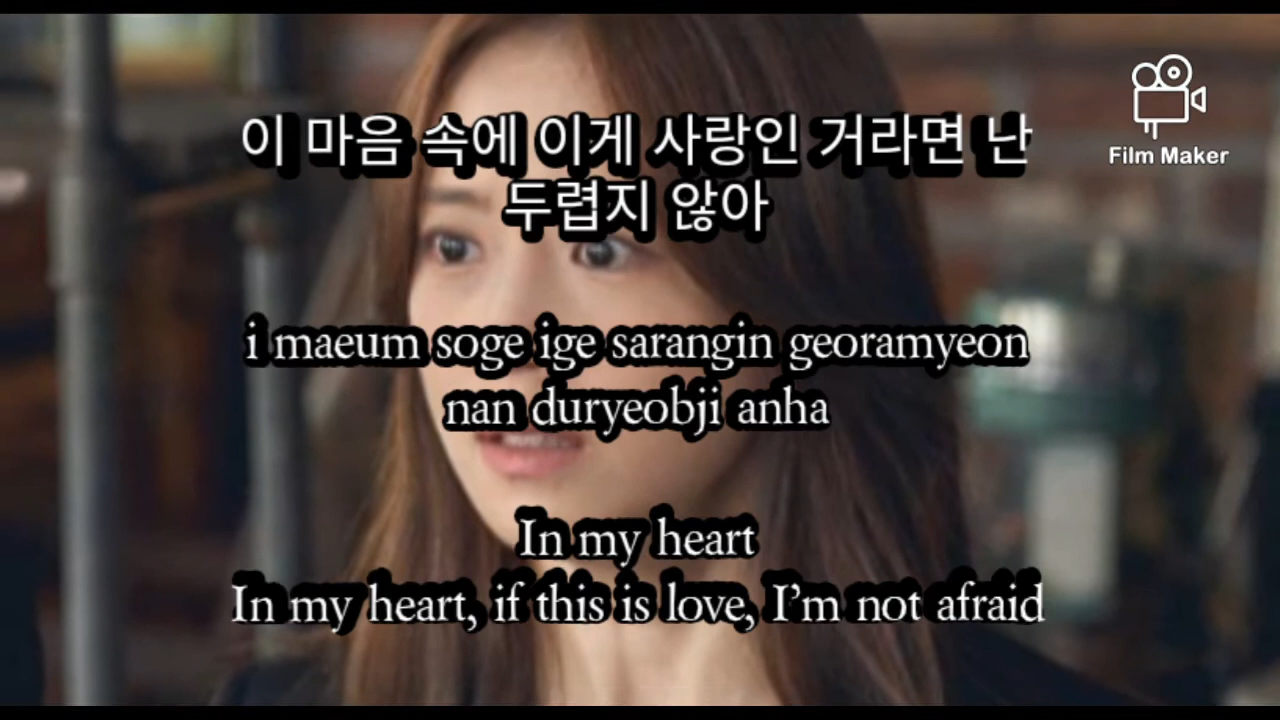 이 마음 속에 이게 사랑인 거라면 난
두렵지 않아
i maeum soge ige sarangin georamyeon
nan duryeobji anha
In my heart
In my heart, if this is love, I'm not afraid
Film Maker